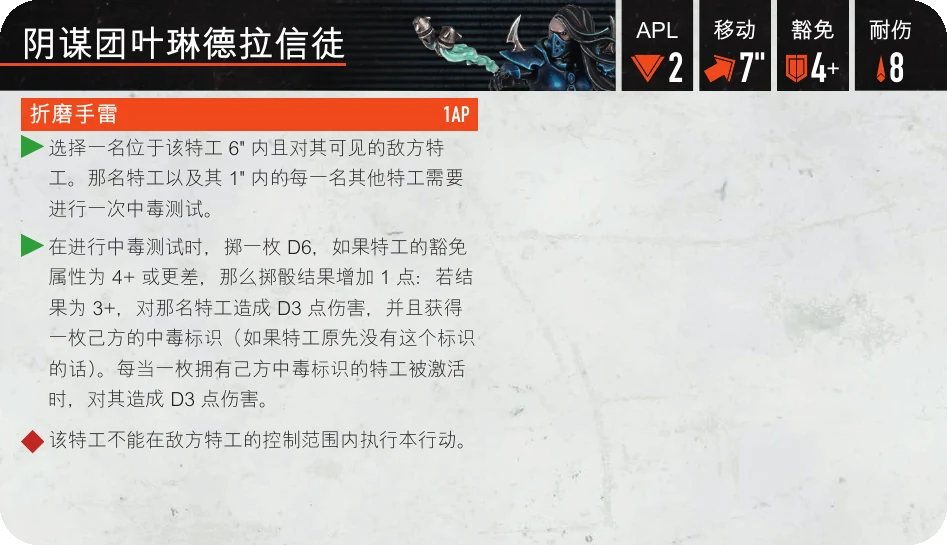 阴谋团叶琳德拉信徒
APL
2
移动
7"
豁免
4+
耐伤
8
折磨手雷 1AP
选择一名位于该特工 6" 内且对其可见的敌方特
工。那名特工以及其 1" 内的每一名其他特工需要
进行一次中毒测试。
在进行中毒测试时，掷一枚 D6，如果特工的豁免
属性为 4+ 或更差，那么掷骰结果增加 1 点：若结
果为 3+，对那名特工造成 D3 点伤害，并且获得
一枚己方的中毒标识（如果特工原先没有这个标识
的话）。每当一枚拥有己方中毒标识的特工被激活
时，对其造成 D3 点伤害。
该特工不能在敌方特工的控制范围内执行本行动。